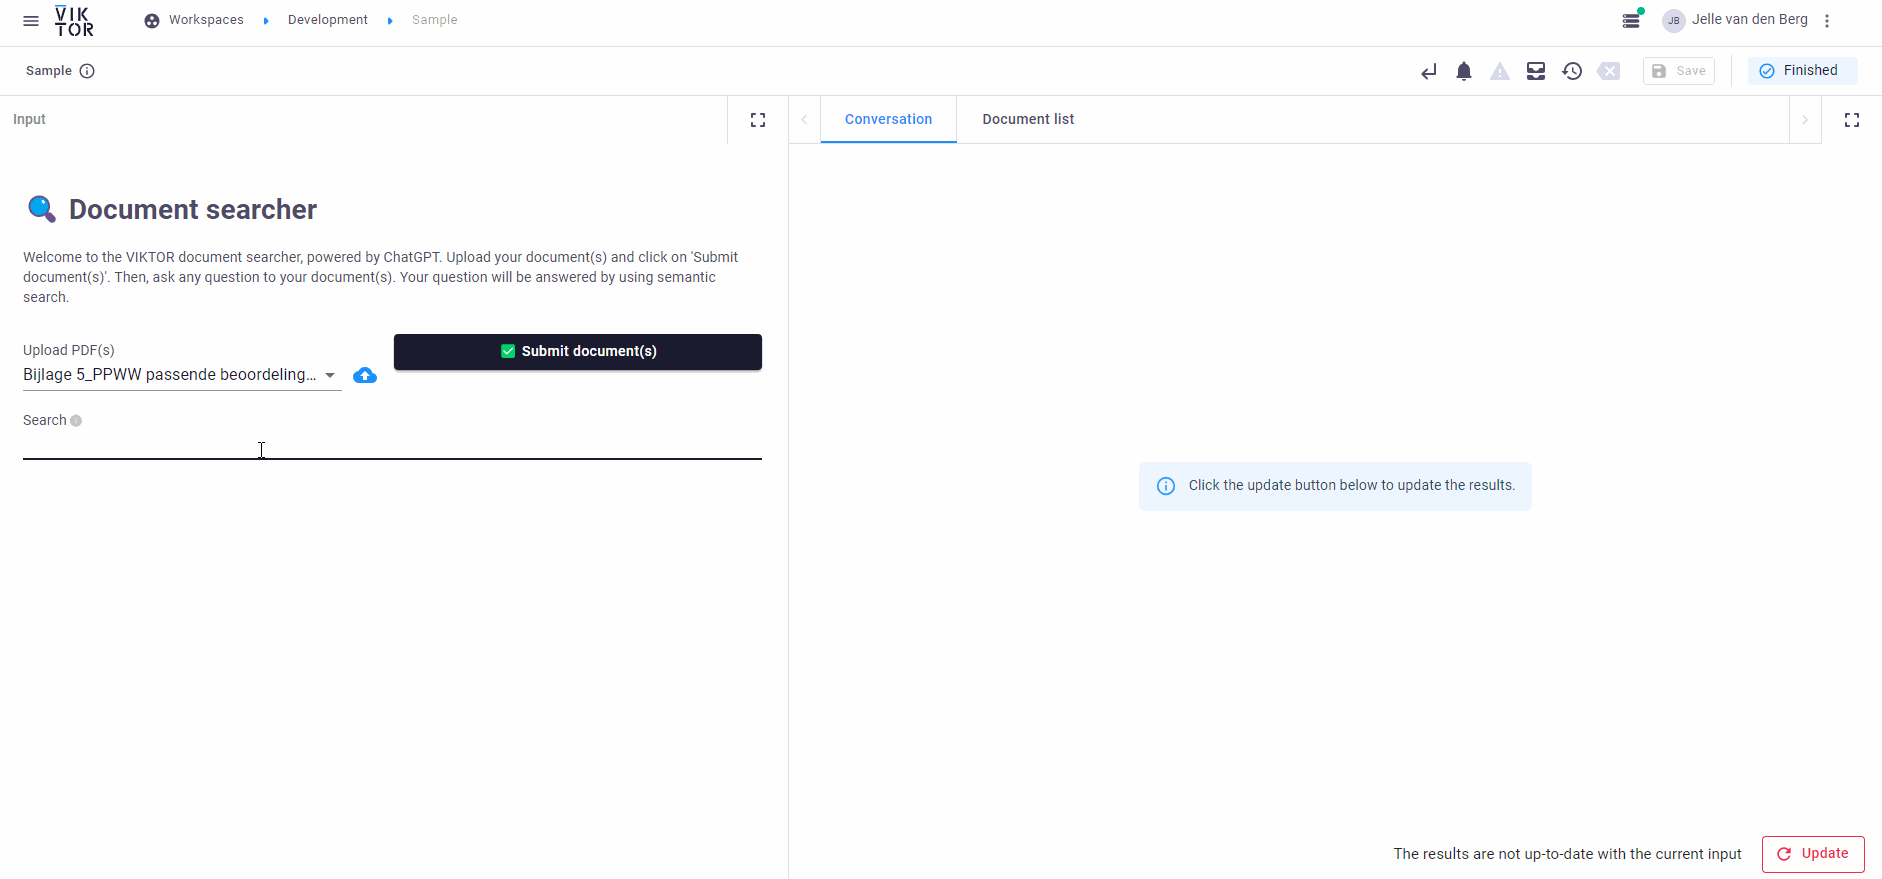 VIKTOR
Workspaces
Development
Sample
JB
Jelle van den Berg
Sample
Save
Finished
Input
Conversation
Document list
Document searcher
Welcome to the VIKTOR document searcher, powered by ChatGPT. Upload your document(s) and click on 'Submit
document(s)'. Then, ask any question to your document(s). Your question will be answered by using semantic
search.
Upload PDF(s)
Submit document(s)
Bijlage 5_PPWW passende beoordeling...
Search
Click the update button below to update the results.
The results are not up-to-date with the current input
Update